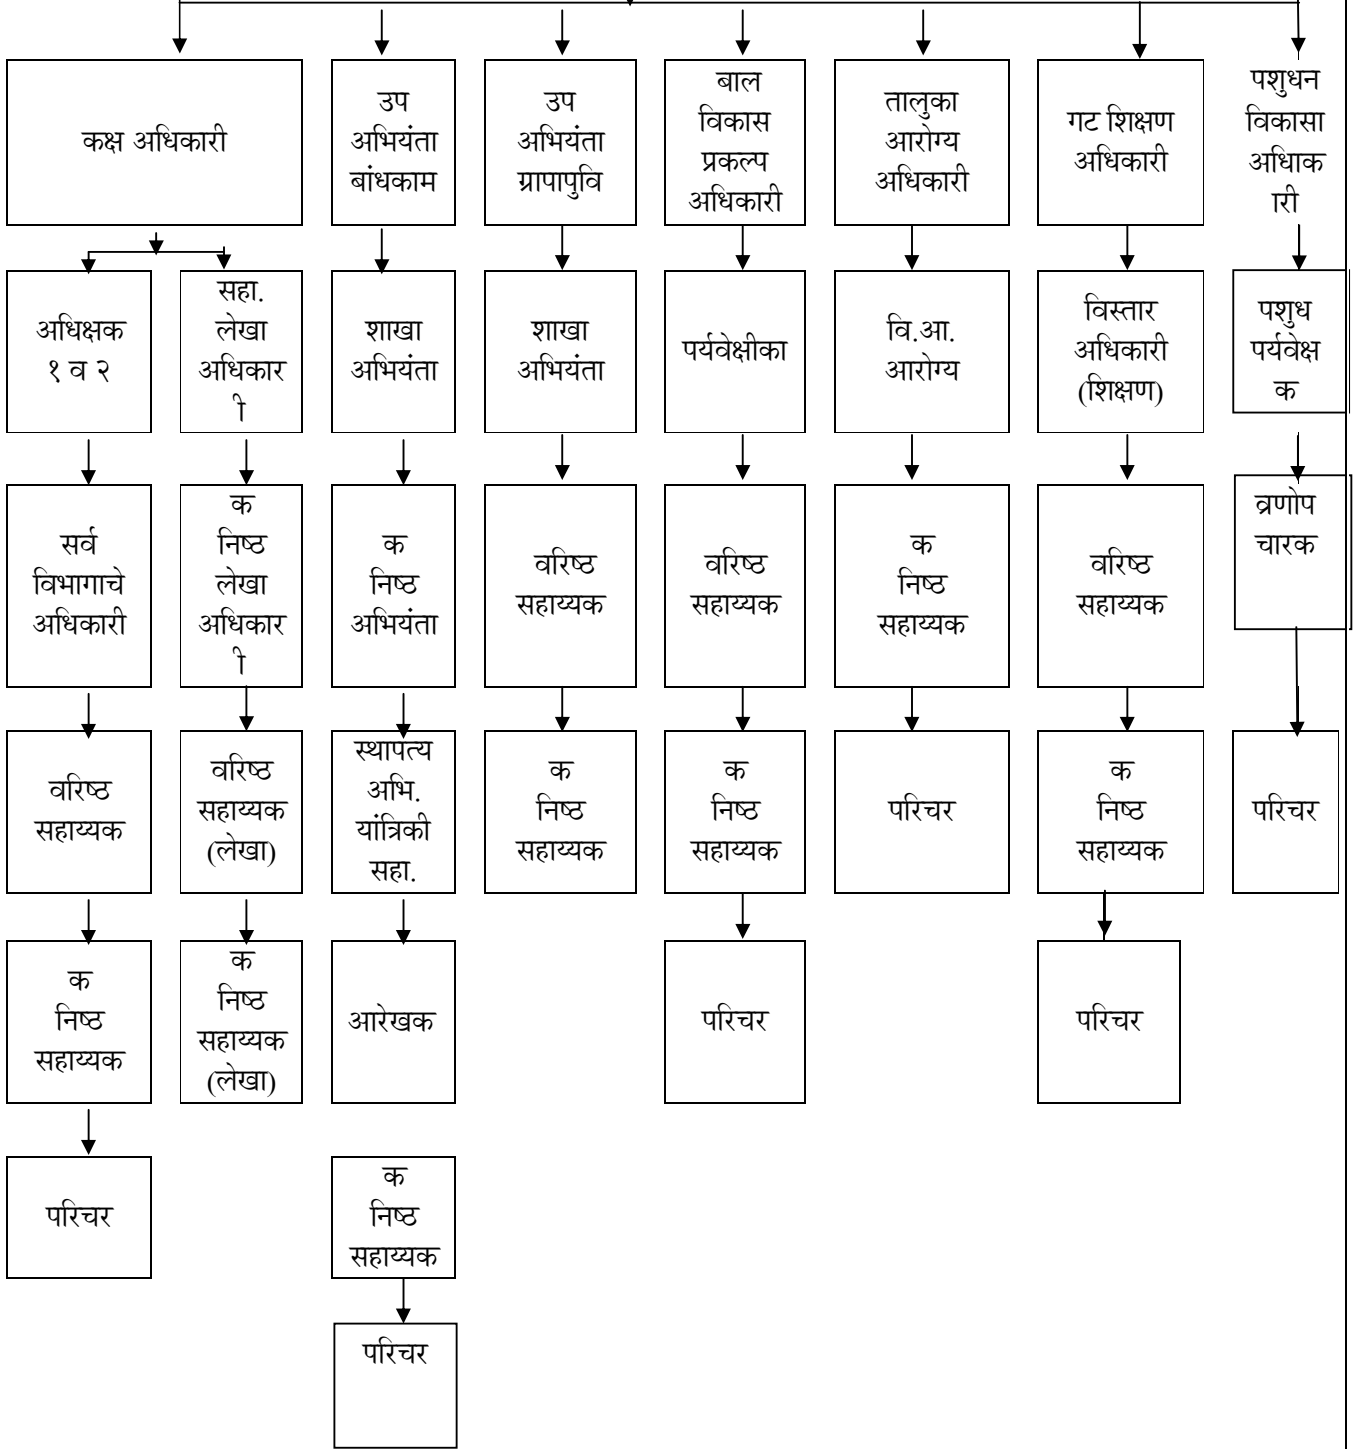 कक्ष अधिकारी
उप
अभियंता
बांधकाम
उप
अभियंता
ग्रापापुवि
बाल
विकास
प्रकल्प
अधिकारी
तालुका
आरोग्य
अधिकारी
गट शिक्षण
अधिकारी
पशुधन
विकासा
अधिाक
ारी
अधिक्षक
१ व २
सहा.
लेखा
अधिकार
ी
शाखा
अभियंता
शाखा
अभियंता
पर्यवेक्षीका
वि.आ.
आरोग्य
विस्तार
अधिकारी
(शिक्षण)
पशुध
पर्यवेक्ष
क
सर्व
विभागाचे
अधिकारी
क
निष्ठ
लेखा
अधिकार
ी
क
निष्ठ
अभियंता
वरिष्ठ
सहाय्यक
वरिष्ठ
सहाय्यक
क
निष्ठ
सहाय्यक
वरिष्ठ
सहाय्यक
व्रणोप
चारक
वरिष्ठ
सहाय्यक
वरिष्ठ
सहाय्यक
(लेखा)
स्थापत्य
अभि.
यांत्रिकी
सहा.
क
निष्ठ
सहाय्यक
क
निष्ठ
सहाय्यक
परिचर
क
निष्ठ
सहाय्यक
परिचर
क
निष्ठ
सहाय्यक
क
निष्ठ
सहाय्यक
(लेखा)
आरेखक
परिचर
परिचर
परिचर
क
निष्ठ
सहाय्यक
परिचर